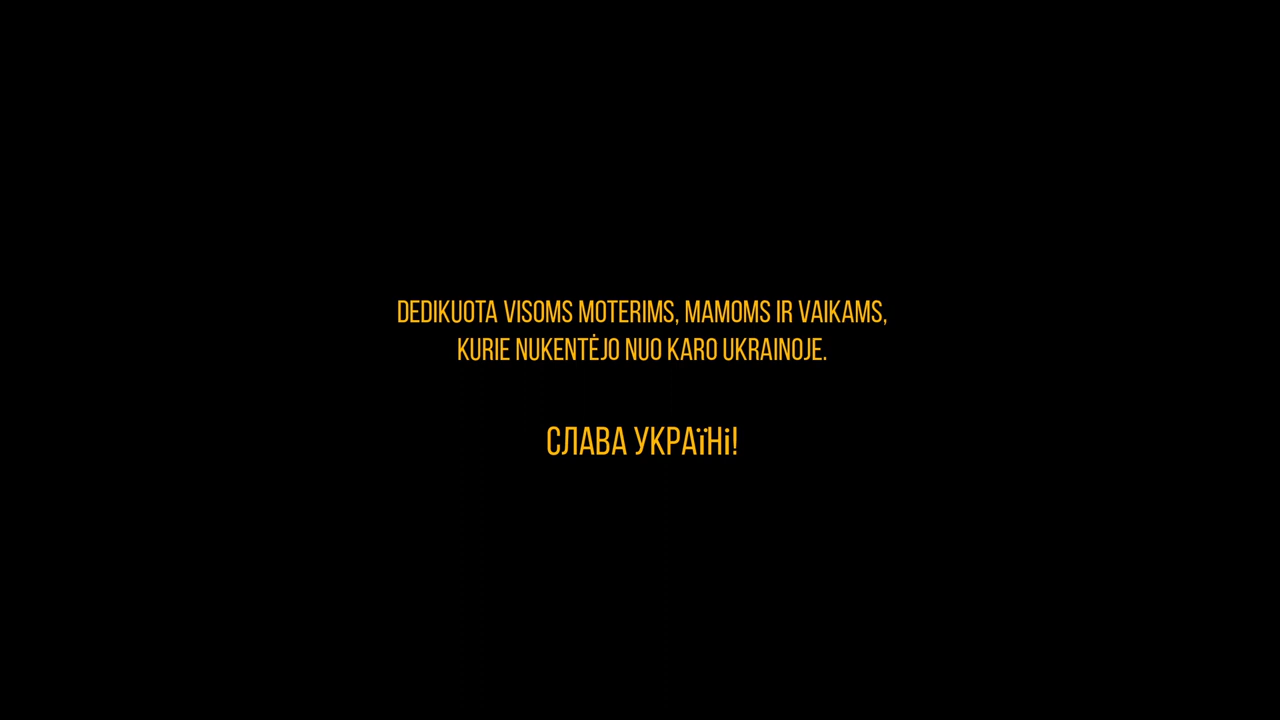 DEDIKUOTA VISOMS MOTERIMS, MAMOMS IR VAIKAMS,
KURIE NUKENTĖJO NUO KARO UKRAINOJE.
СЛАВА УКРАїНі!